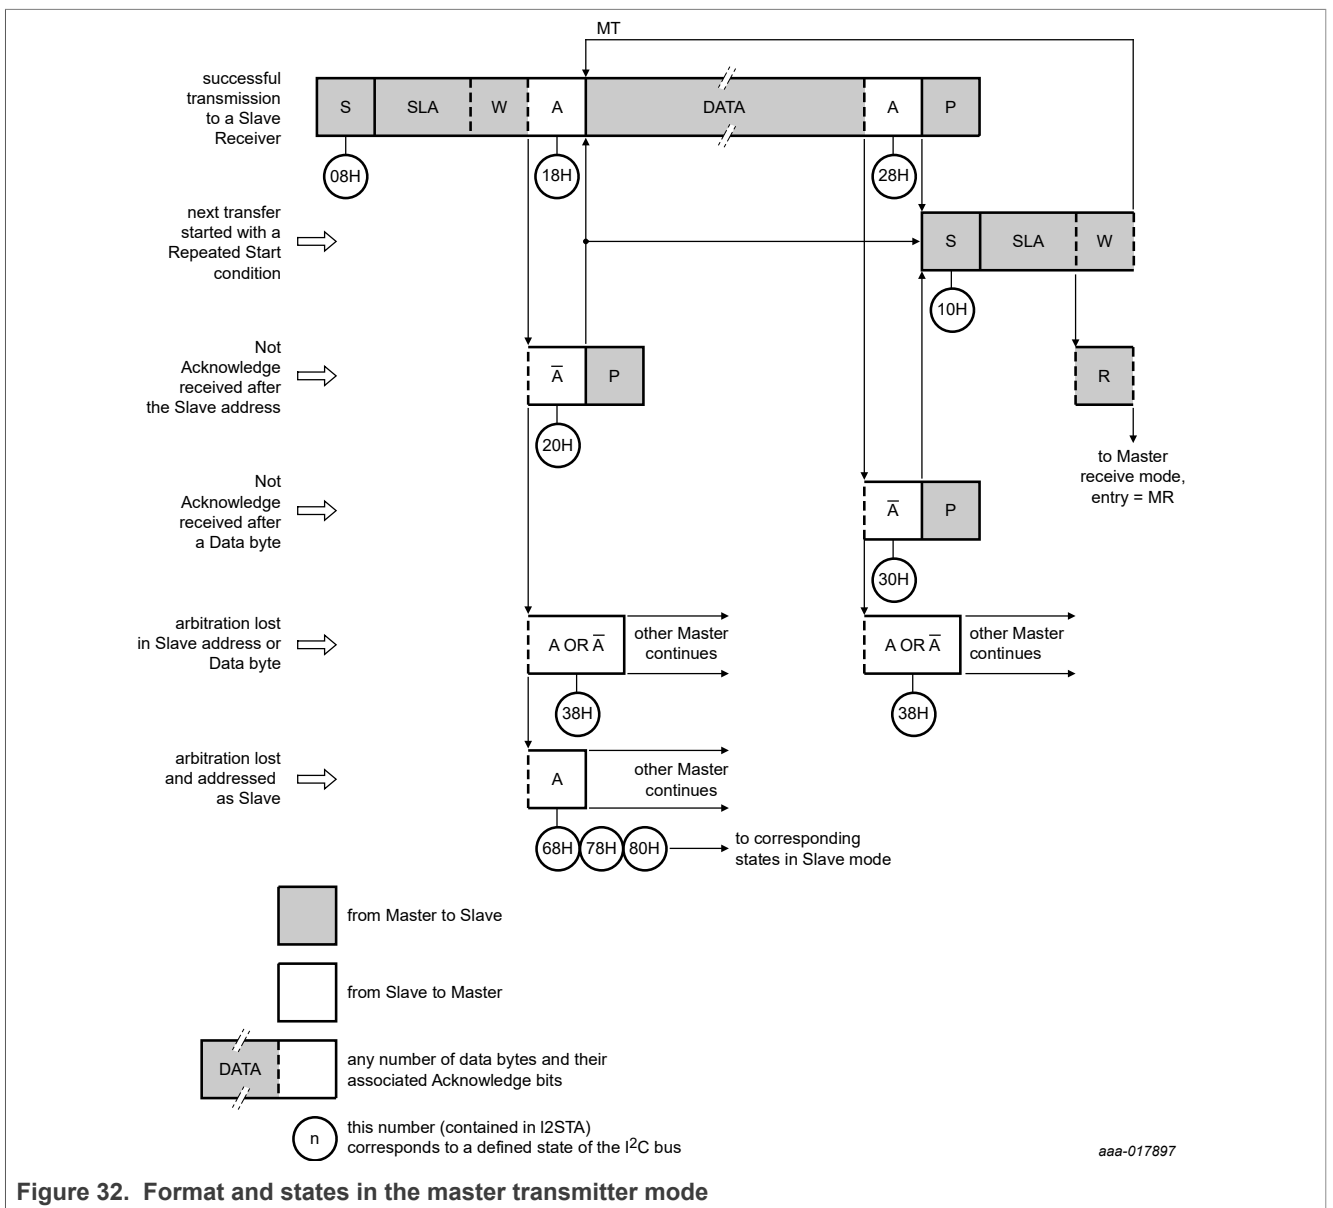 MT
successful
transmission
to a Slave
Receiver
S SLA W A DATA A P
08H 18H 28H
next transfer
started with a
Repeated Start
condition
S SLA W
10H
Not
Acknowledge
received after
the Slave address
A̅ P
R
20H
to Master
receive mode,
entry = MR
Not
Acknowledge
received after
a Data byte
A̅ P
30H
arbitration lost
in Slave address or
Data byte
A OR A̅
other Master
continues
A OR A̅
other Master
continues
38H 38H
arbitration lost
and addressed
as Slave
A
other Master
continues
68H 78H 80H
to corresponding
states in Slave mode
from Master to Slave
from Slave to Master
DATA
any number of data bytes and their
associated Acknowledge bits
n
this number (contained in I2STA)
corresponds to a defined state of the I²C bus
aaa-017897
Figure 32. Format and states in the master transmitter mode